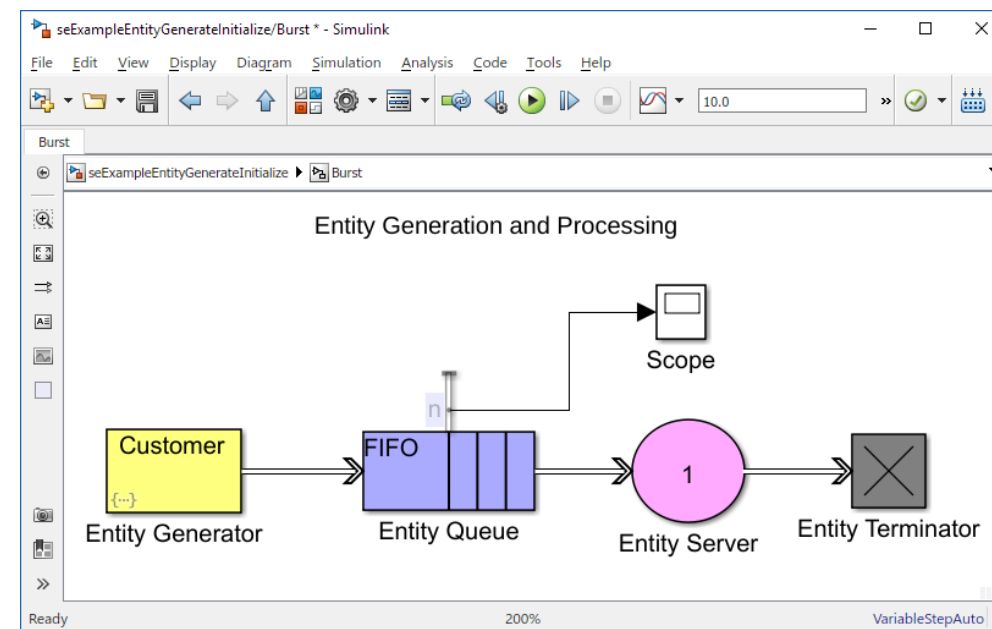 seExampleEntityGenerateInitialize/Burst * - Simulink
File Edit View Display Diagram Simulation Analysis Code Tools Help
10.0 »
Burst
seExampleEntityGenerateInitialize Burst
Entity Generation and Processing
Scope
n
Customer
{...}
FIFO
1
Entity Generator
Entity Queue
Entity Server
Entity Terminator
Ready 200% VariableStepAuto